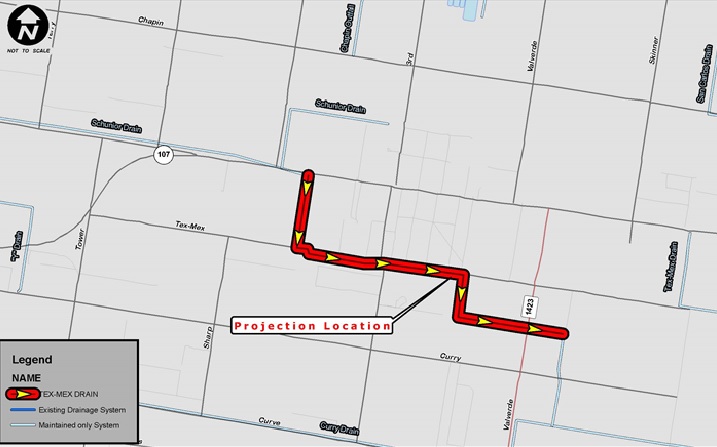 N
NOT TO SCALE
Terry
Chapin
Chapin Outfall
3rd
Valverde
Skinner
San Carlos Drain
Schunior Drain
Schunior Drain
107
Tower
Tex-Mex
"J" Drain
Tex-Mex Drain
1423
Projection Location
Sharp
Curry
Valverde
Curve
Curry Drain
Legend
NAME
TEX-MEX DRAIN
Existing Drainage System
Maintained only System